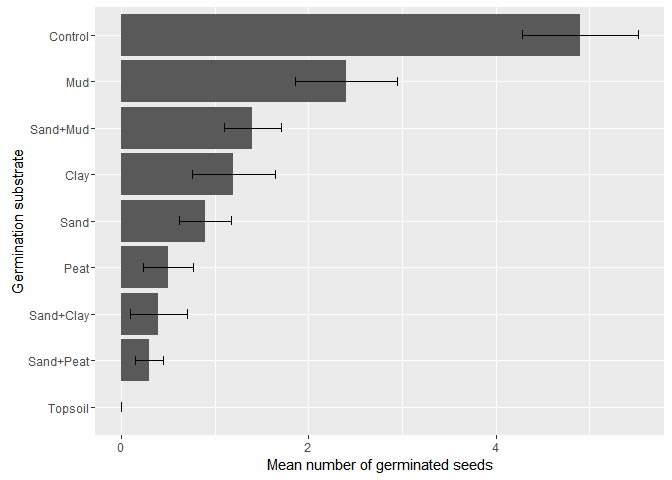 Germination substrate
Control
Mud
Sand+Mud
Clay
Sand
Peat
Sand+Clay
Sand+Peat
Topsoil
0
2
4
Mean number of germinated seeds